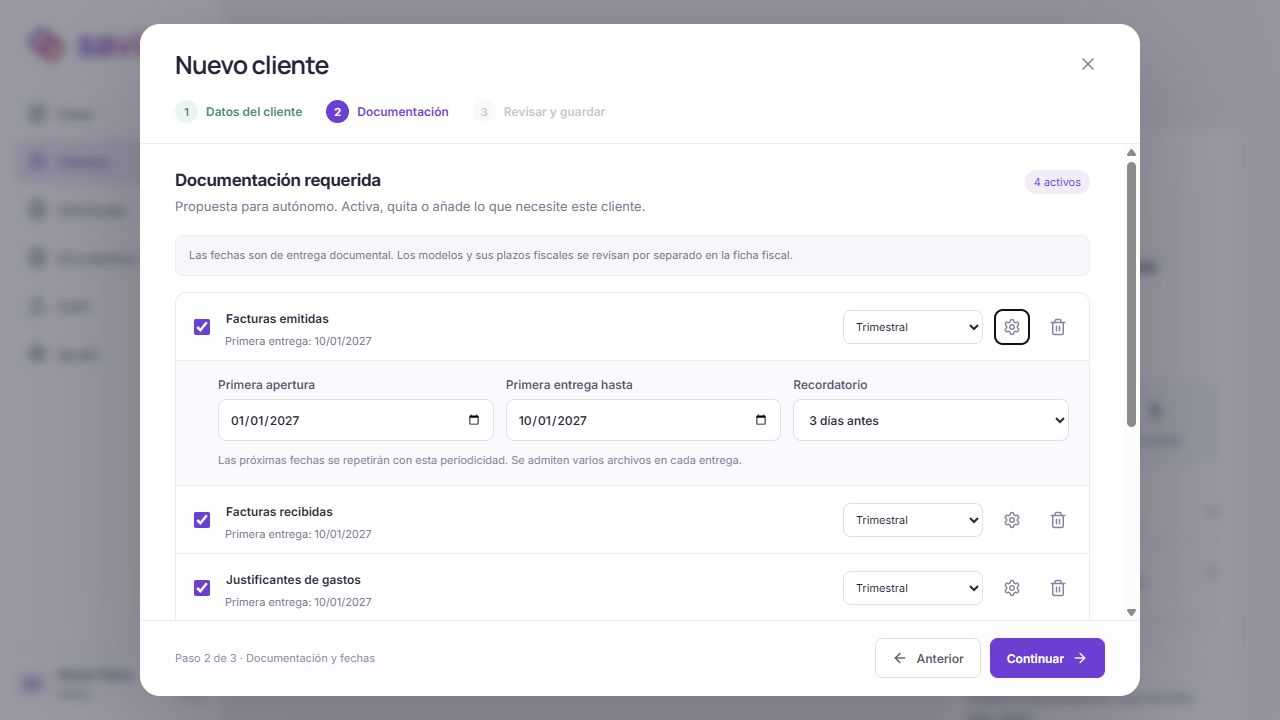 Nuevo cliente
1 Datos del cliente 2 Documentación 3 Revisar y guardar
Documentación requerida
4 activos
Propuesta para autónomo. Activa, quita o añade lo que necesite este cliente.
Las fechas son de entrega documental. Los modelos y sus plazos fiscales se revisan por separado en la ficha fiscal.
Facturas emitidas
Primera entrega: 10/01/2027
Trimestral
Primera apertura
01/01/2027
Primera entrega hasta
10/01/2027
Recordatorio
3 días antes
Las próximas fechas se repetirán con esta periodicidad. Se admiten varios archivos en cada entrega.
Facturas recibidas
Primera entrega: 10/01/2027
Trimestral
Justificantes de gastos
Primera entrega: 10/01/2027
Trimestral
Paso 2 de 3 · Documentación y fechas
Anterior
Continuar